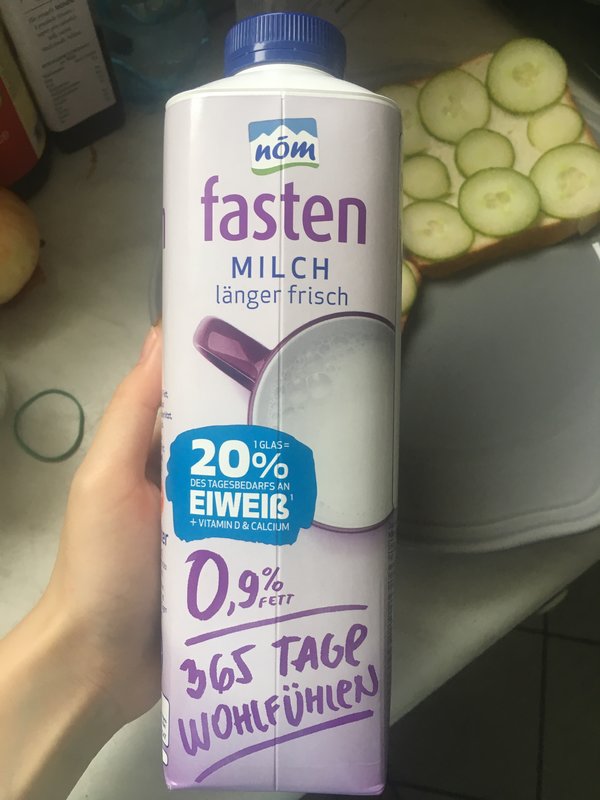 nöm
fasten
MILCH
länger frisch
1 GLAS =
20%
DES TAGESBEDARFS AN
EIWEIß¹
+ VITAMIN D & CALCIUM
0,9%
FETT
365 TAGE
WOHLFÜHLEN